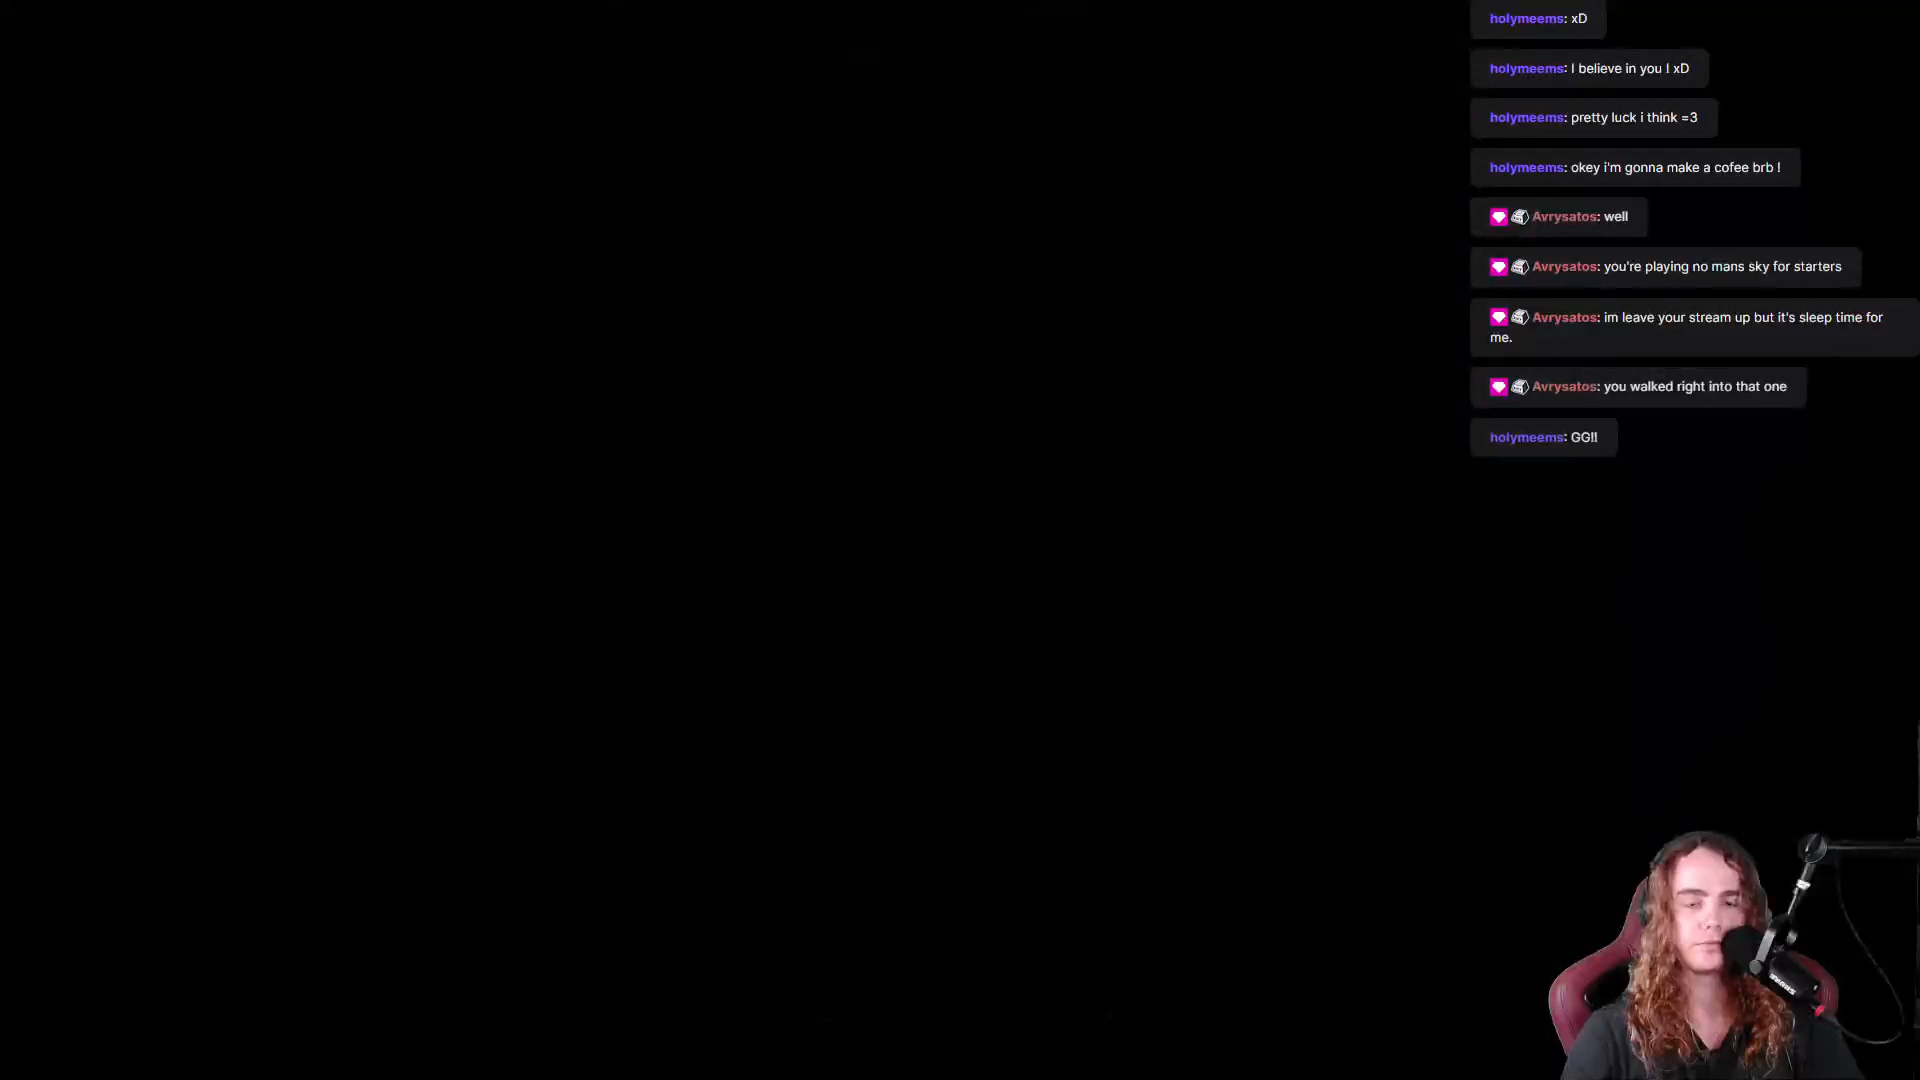 holymeems: xD
holymeems: I believe in you ! xD
holymeems: pretty luck i think =3
holymeems: okey i'm gonna make a cofee brb !
Avrysatos: well
Avrysatos: you're playing no mans sky for starters
Avrysatos: im leave your stream up but it's sleep time for
me.
Avrysatos: you walked right into that one
holymeems: GG!!